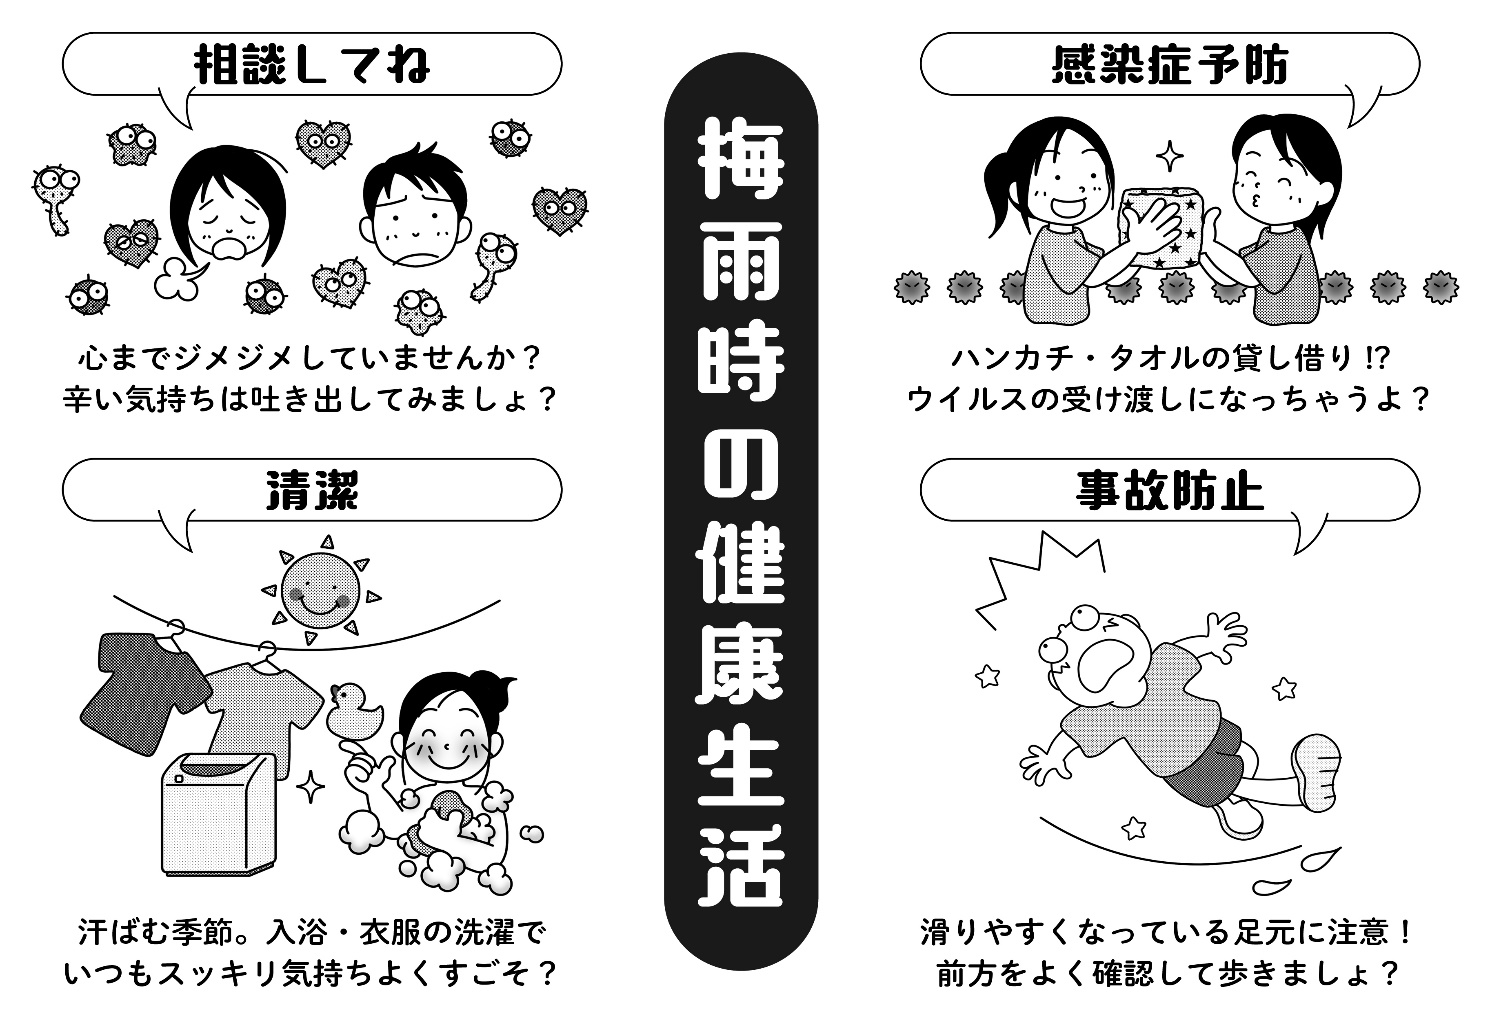 梅雨時の健康生活
感染症予防
ハンカチ・タオルの貸し借り!?
ウイルスの受け渡しになっちゃうよ?
事故防止
滑りやすくなっている足元に注意!
前方をよく確認して歩きましょ?
相談してね
心までジメジメしていませんか?
辛い気持ちは吐き出してみましょ?
清潔
汗ばむ季節。入浴・衣服の洗濯で
いつもスッキリ気持ちよくすごそ?